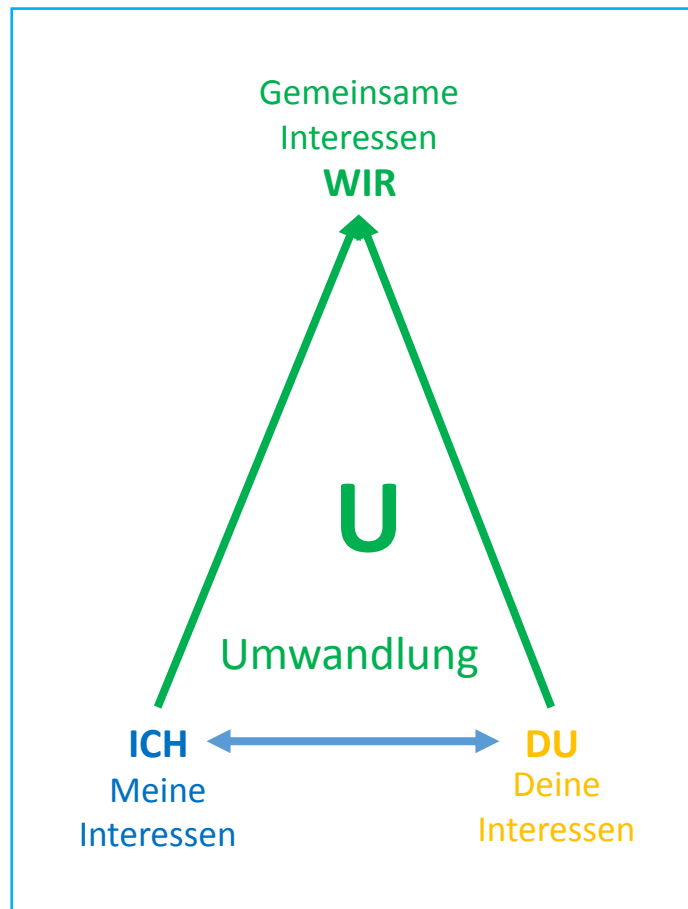 Gemeinsame
Interessen
WIR
U
Umwandlung
ICH
DU
Meine
Interessen
Deine
Interessen